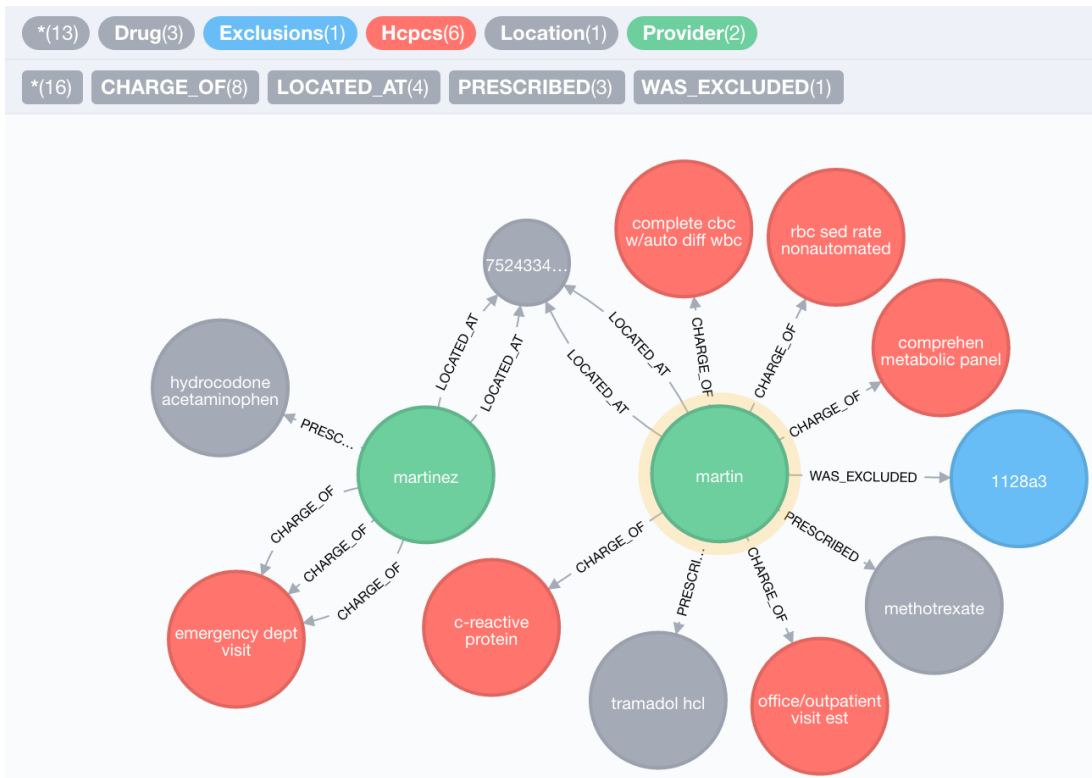 *(13) Drug(3) Exclusions(1) Hcpcs(6) Location(1) Provider(2)
*(16) CHARGE_OF(8) LOCATED_AT(4) PRESCRIBED(3) WAS_EXCLUDED(1)
complete cbc
w/auto diff wbc
rbc sed rate
nonautomated
7524334...
LOCATED_AT
LOCATED_AT
LOCATED_AT
LOCATED_AT
CHARGE_OF
CHARGE_OF
comprehen
metabolic panel
CHARGE_OF
hydrocodone
acetaminophen
PRESC...
martinez
martin
WAS_EXCLUDED
1128a3
CHARGE_OF
CHARGE_OF
CHARGE_OF
CHARGE_OF
PRESCRI...
CHARGE_OF
PRESCRIBED
methotrexate
emergency dept
visit
c-reactive
protein
tramadol hcl
office/outpatient
visit est